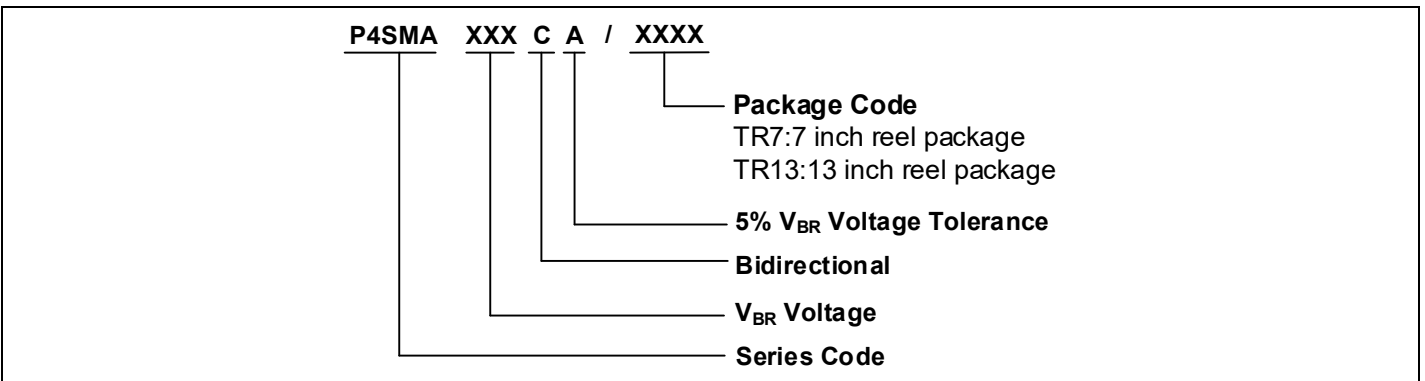 P4SMA XXX C A / XXXX
Package Code
TR7:7 inch reel package
TR13:13 inch reel package
5% VBR Voltage Tolerance
Bidirectional
VBR Voltage
Series Code